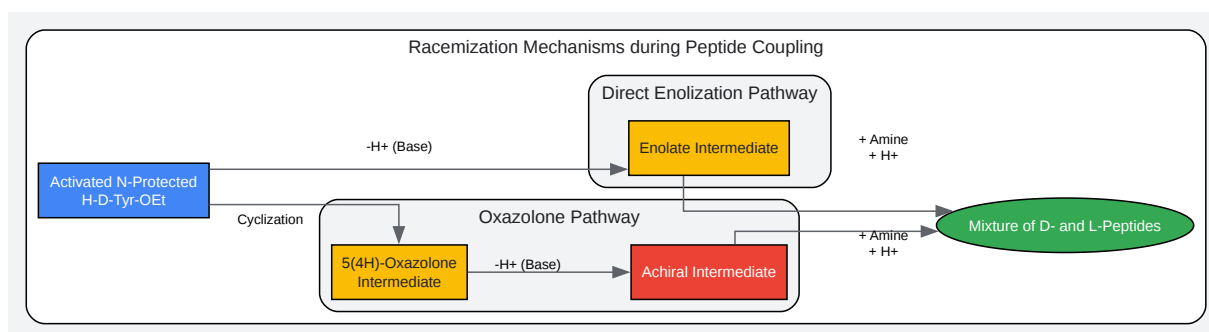 Racemization Mechanisms during Peptide Coupling
Direct Enolization Pathway
-H+ (Base)
Enolate Intermediate
+ Amine
+ H+
Activated N-Protected
H-D-Tyr-OEt
Cyclization
Oxazolone Pathway
5(4H)-Oxazolone
Intermediate
-H+ (Base)
Achiral Intermediate
+ Amine
+ H+
Mixture of D- and L-Peptides